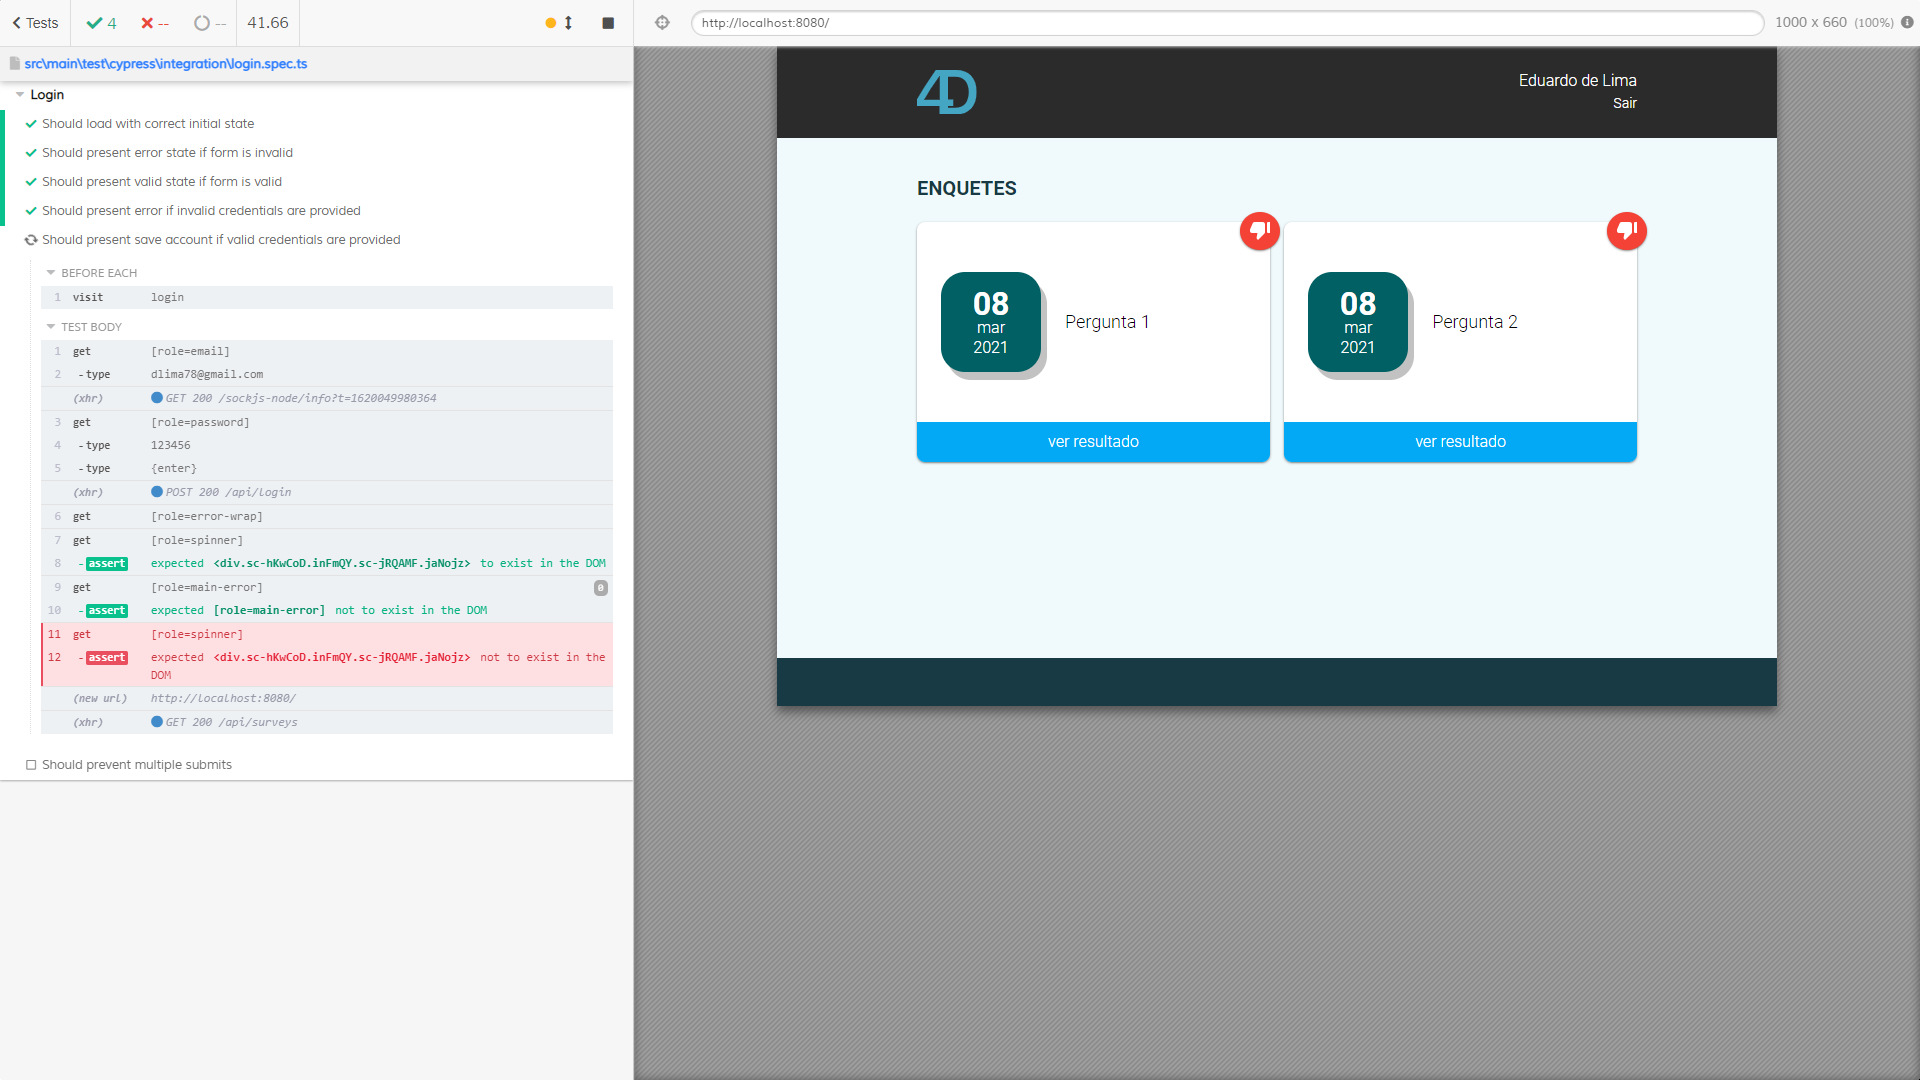 Tests
4
--
--
41.66
http://localhost:8080/
1000 x 660 (100%)
src\main\test\cypress\integration\login.spec.ts
Login
Should load with correct initial state
Should present error state if form is invalid
Should present valid state if form is valid
Should present error if invalid credentials are provided
Should present save account if valid credentials are provided
BEFORE EACH
1 visit login
TEST BODY
1 get [role=email]
2 -type dlima78@gmail.com
(xhr) GET 200 /sockjs-node/info?t=1620049980364
3 get [role=password]
4 -type 123456
5 -type {enter}
(xhr) POST 200 /api/login
6 get [role=error-wrap]
7 get [role=spinner]
8 -assert expected <div.sc-hKwCoD.inFmQY.sc-jRQAMF.jaNojz> to exist in the DOM
9 get [role=main-error] 0
10 -assert expected [role=main-error] not to exist in the DOM
11 get [role=spinner]
12 -assert expected <div.sc-hKwCoD.inFmQY.sc-jRQAMF.jaNojz> not to exist in the
DOM
(new url) http://localhost:8080/
(xhr) GET 200 /api/surveys
Should prevent multiple submits
4D
Eduardo de Lima
Sair
ENQUETES
08
mar
2021
Pergunta 1
ver resultado
08
mar
2021
Pergunta 2
ver resultado